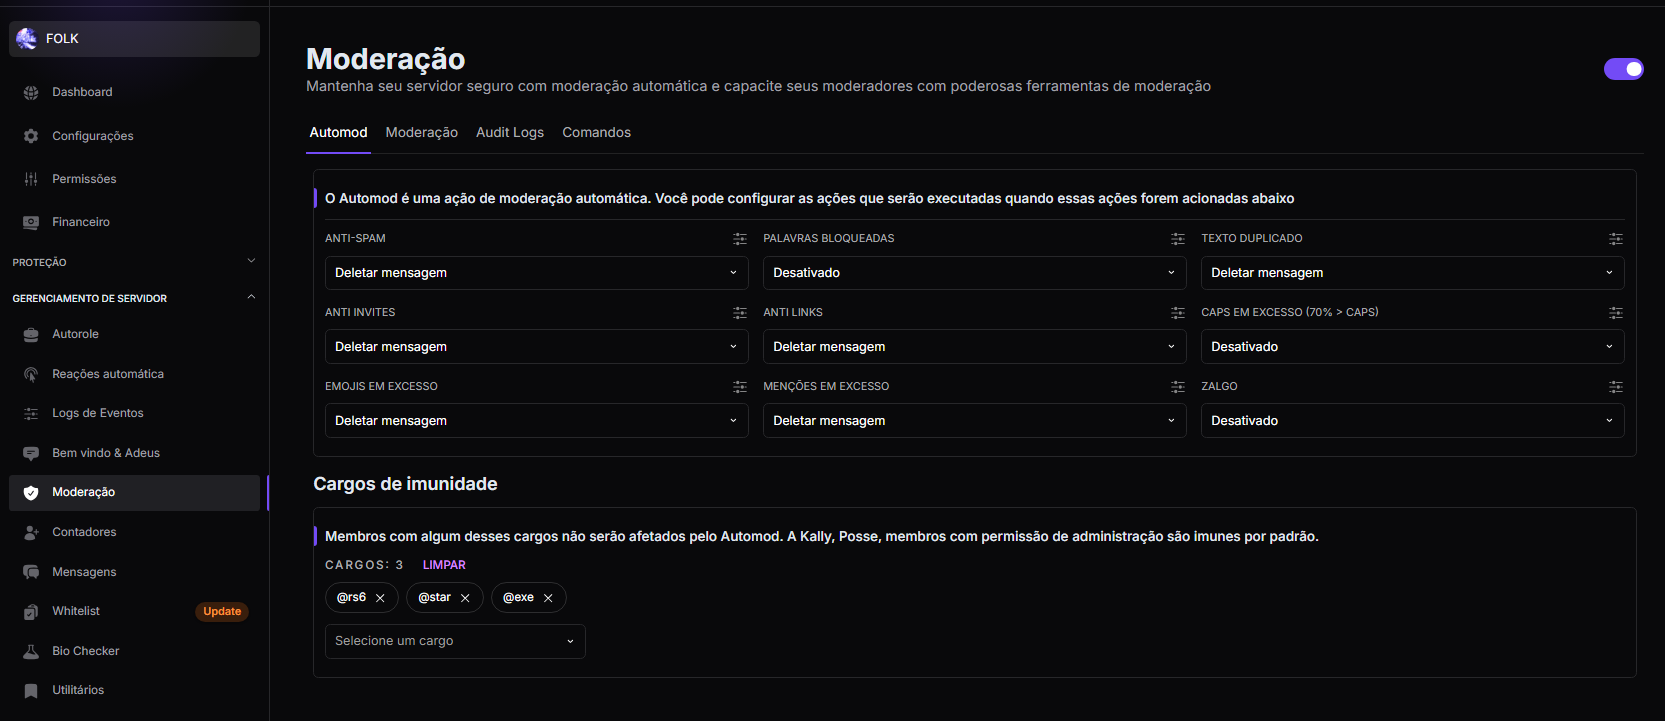 FOLK
Dashboard
Configurações
Permissões
Financeiro
PROTEÇÃO
GERENCIAMENTO DE SERVIDOR
Autorole
Reações automática
Logs de Eventos
Bem vindo & Adeus
Moderação
Contadores
Mensagens
Whitelist Update
Bio Checker
Utilitários
Moderação
Mantenha seu servidor seguro com moderação automática e capacite seus moderadores com poderosas ferramentas de moderação
Automod Moderação Audit Logs Comandos
O Automod é uma ação de moderação automática. Você pode configurar as ações que serão executadas quando essas ações forem acionadas abaixo
ANTI-SPAM PALAVRAS BLOQUEADAS TEXTO DUPLICADO
Deletar mensagem Desativado Deletar mensagem
ANTI INVITES ANTI LINKS CAPS EM EXCESSO (70% > CAPS)
Deletar mensagem Deletar mensagem Desativado
EMOJIS EM EXCESSO MENÇÕES EM EXCESSO ZALGO
Deletar mensagem Deletar mensagem Desativado
Cargos de imunidade
Membros com algum desses cargos não serão afetados pelo Automod. A Kally, Posse, membros com permissão de administração são imunes por padrão.
CARGOS: 3 LIMPAR
@rs6 @star @exe
Selecione um cargo